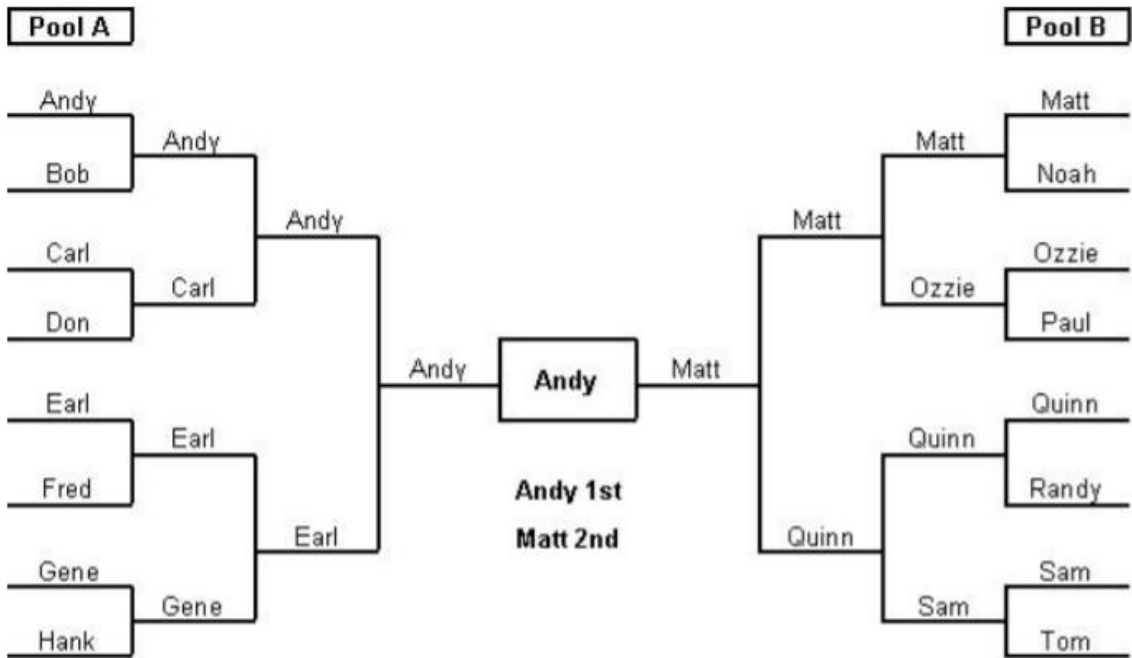 Pool A
Pool B
Andy
Matt
Andy
Matt
Bob
Noah
Andy
Matt
Carl
Ozzie
Carl
Ozzie
Don
Paul
Andy
Andy
Matt
Earl
Quinn
Earl
Quinn
Fred
Andy 1st
Randy
Matt 2nd
Earl
Quinn
Gene
Sam
Gene
Sam
Hank
Tom